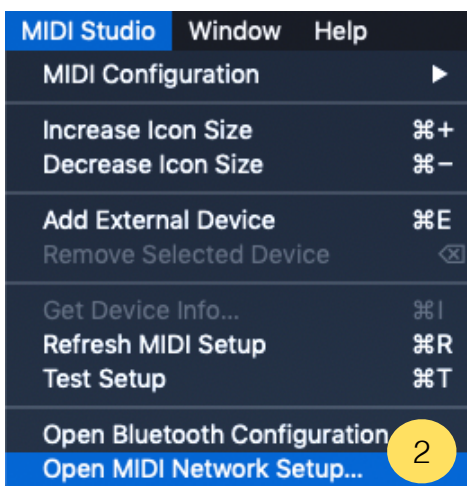 MIDI Studio Window Help
MIDI Configuration ▶
Increase Icon Size ⌘+
Decrease Icon Size ⌘−
Add External Device ⌘E
Remove Selected Device ⌫
Get Device Info... ⌘I
Refresh MIDI Setup ⌘R
Test Setup ⌘T
Open Bluetooth Configuration
2
Open MIDI Network Setup...